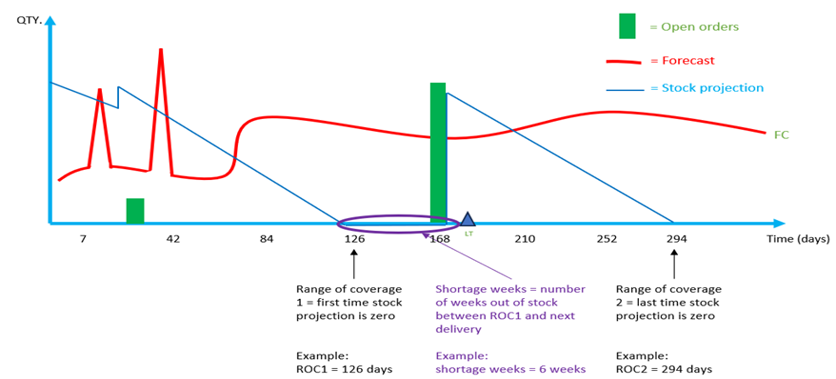 QTY.
= Open orders
= Forecast
= Stock projection
FC
LT
7 42 84 126 168 210 252 294 Time (days)
Range of coverage
1 = first time stock
projection is zero
Example:
ROC1 = 126 days
Shortage weeks = number
of weeks out of stock
between ROC1 and next
delivery
Example:
shortage weeks = 6 weeks
Range of coverage
2 = last time stock
projection is zero
Example:
ROC2 = 294 days